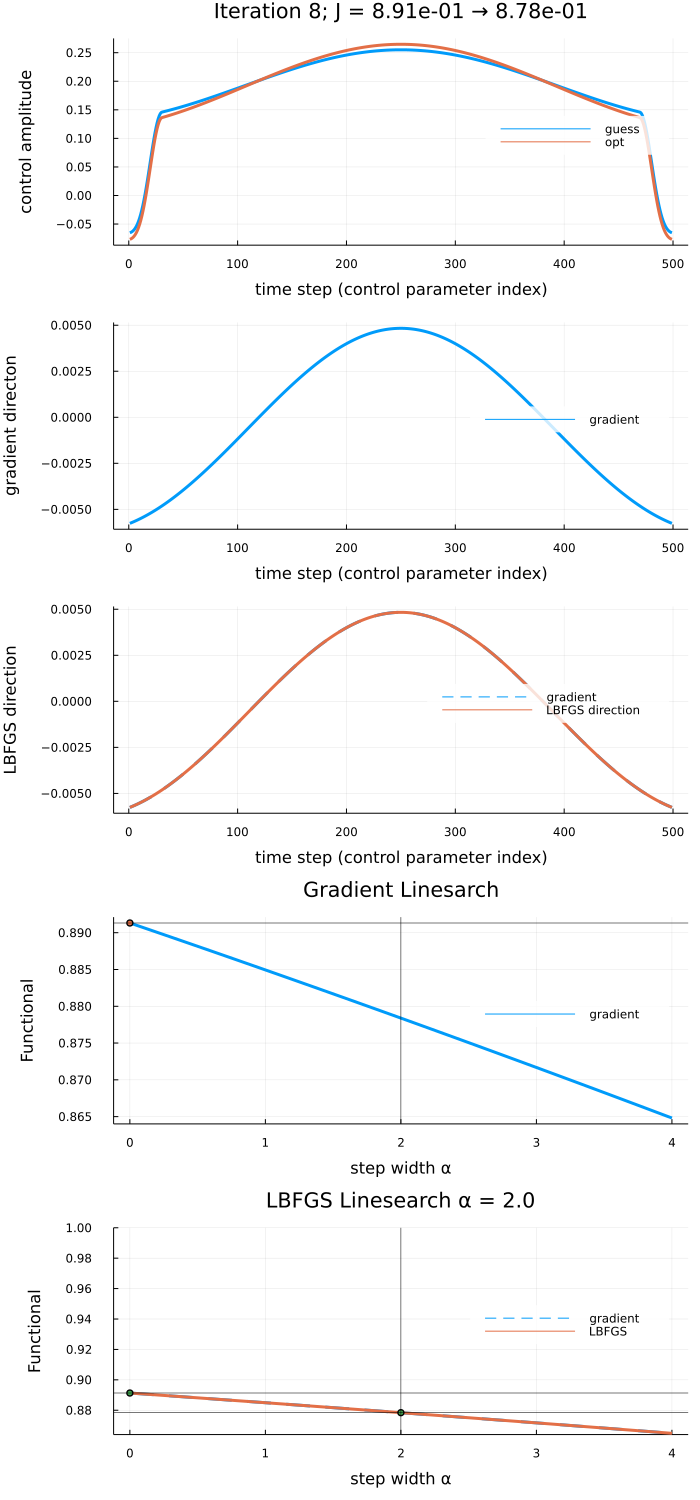 Iteration 8; J = 8.91e-01 → 8.78e-01
control amplitude
0.25
0.20
0.15
0.10
0.05
0.00
−0.05
guess
opt
0 100 200 300 400 500
time step (control parameter index)
gradient directon
0.0050
0.0025
0.0000
−0.0025
−0.0050
gradient
0 100 200 300 400 500
time step (control parameter index)
LBFGS direction
0.0050
0.0025
0.0000
−0.0025
−0.0050
gradient
LBFGS direction
0 100 200 300 400 500
time step (control parameter index)
Gradient Linesarch
Functional
0.890
0.885
0.880
0.875
0.870
0.865
gradient
0 1 2 3 4
step width α
LBFGS Linesearch α = 2.0
Functional
1.00
0.98
0.96
0.94
0.92
0.90
0.88
gradient
LBFGS
0 1 2 3 4
step width α